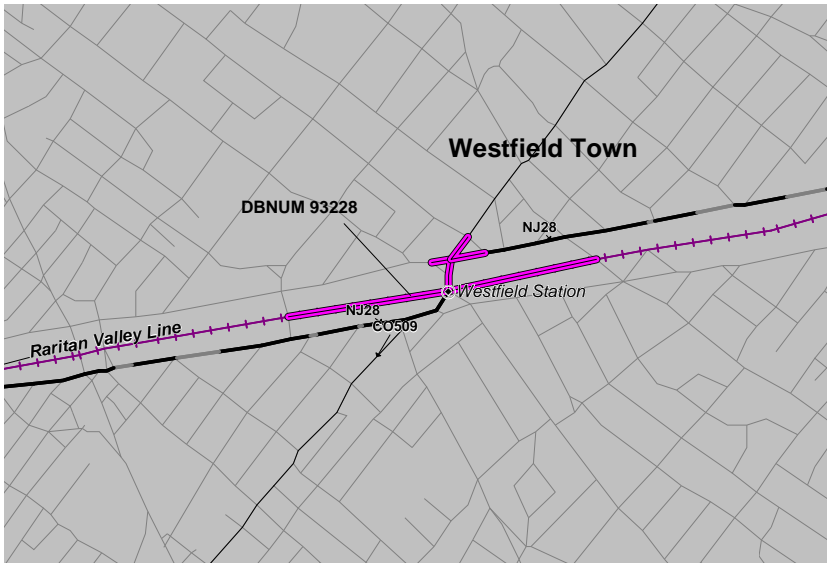 Westfield Town
DBNUM 93228
NJ28
Westfield Station
NJ28
CO509
Raritan Valley Line